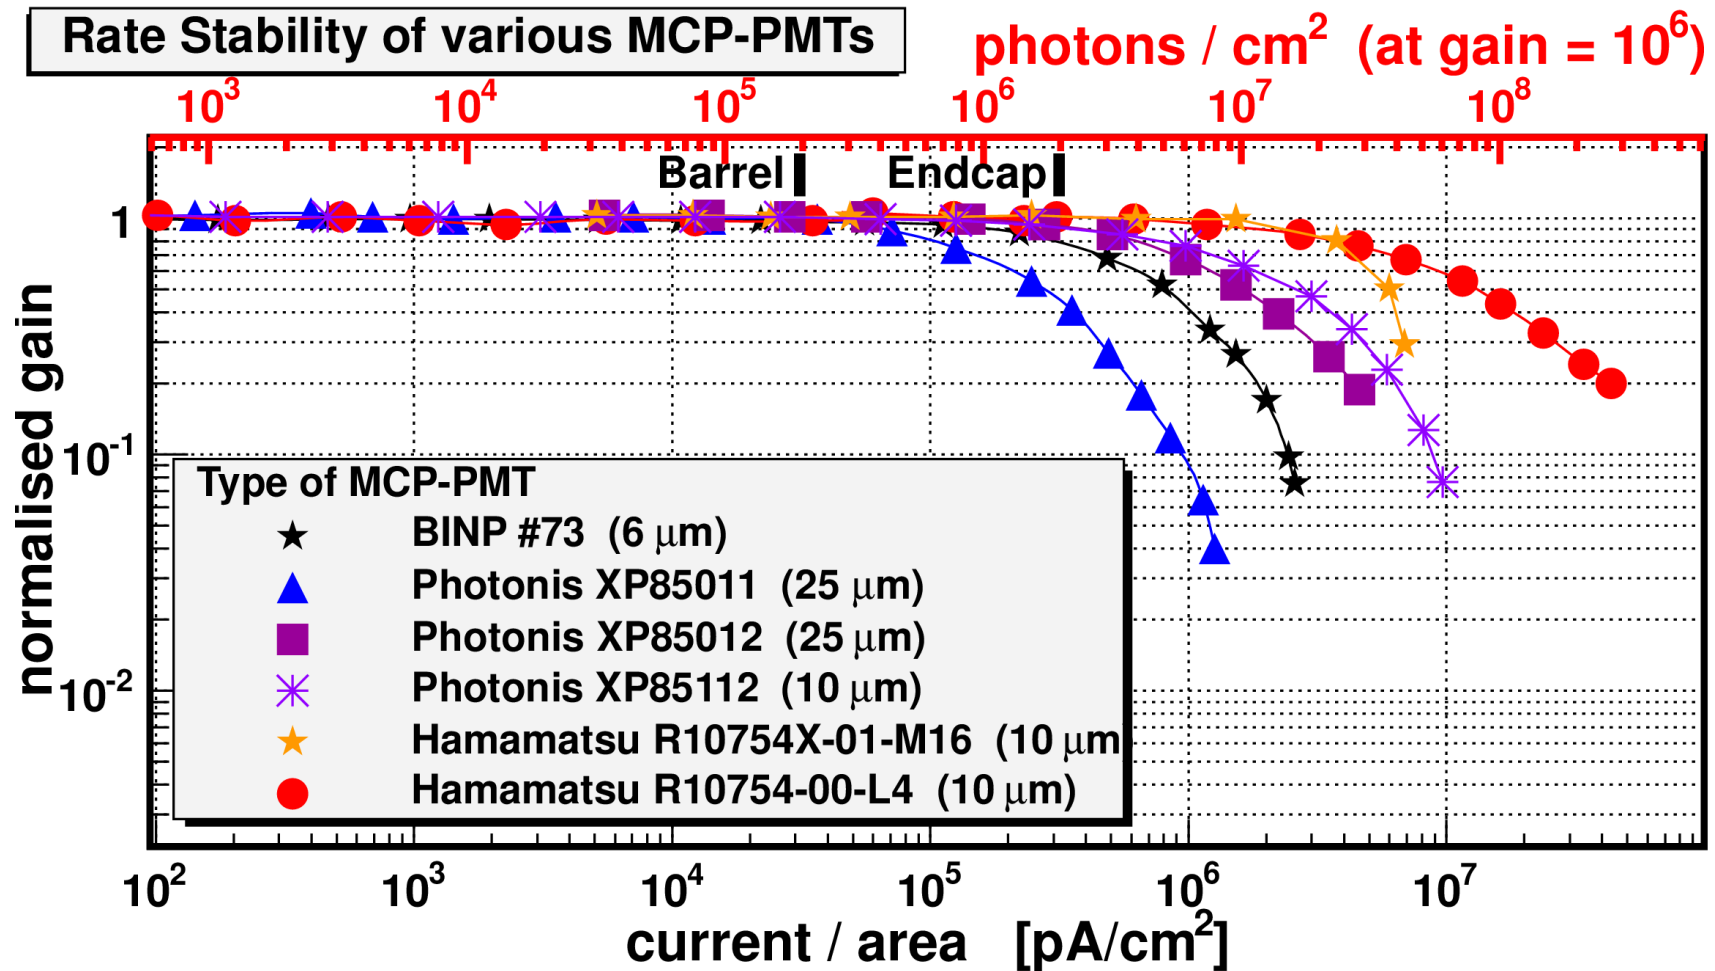 Rate Stability of various MCP-PMTs
photons / cm² (at gain = 10⁶)
10³ 10⁴ 10⁵ 10⁶ 10⁷ 10⁸
Barrel Endcap
normalised gain
1
10⁻¹
10⁻²
Type of MCP-PMT
BINP #73 (6 μm)
Photonis XP85011 (25 μm)
Photonis XP85012 (25 μm)
Photonis XP85112 (10 μm)
Hamamatsu R10754X-01-M16 (10 μm
Hamamatsu R10754-00-L4 (10 μm)
10² 10³ 10⁴ 10⁵ 10⁶ 10⁷
current / area [pA/cm²]